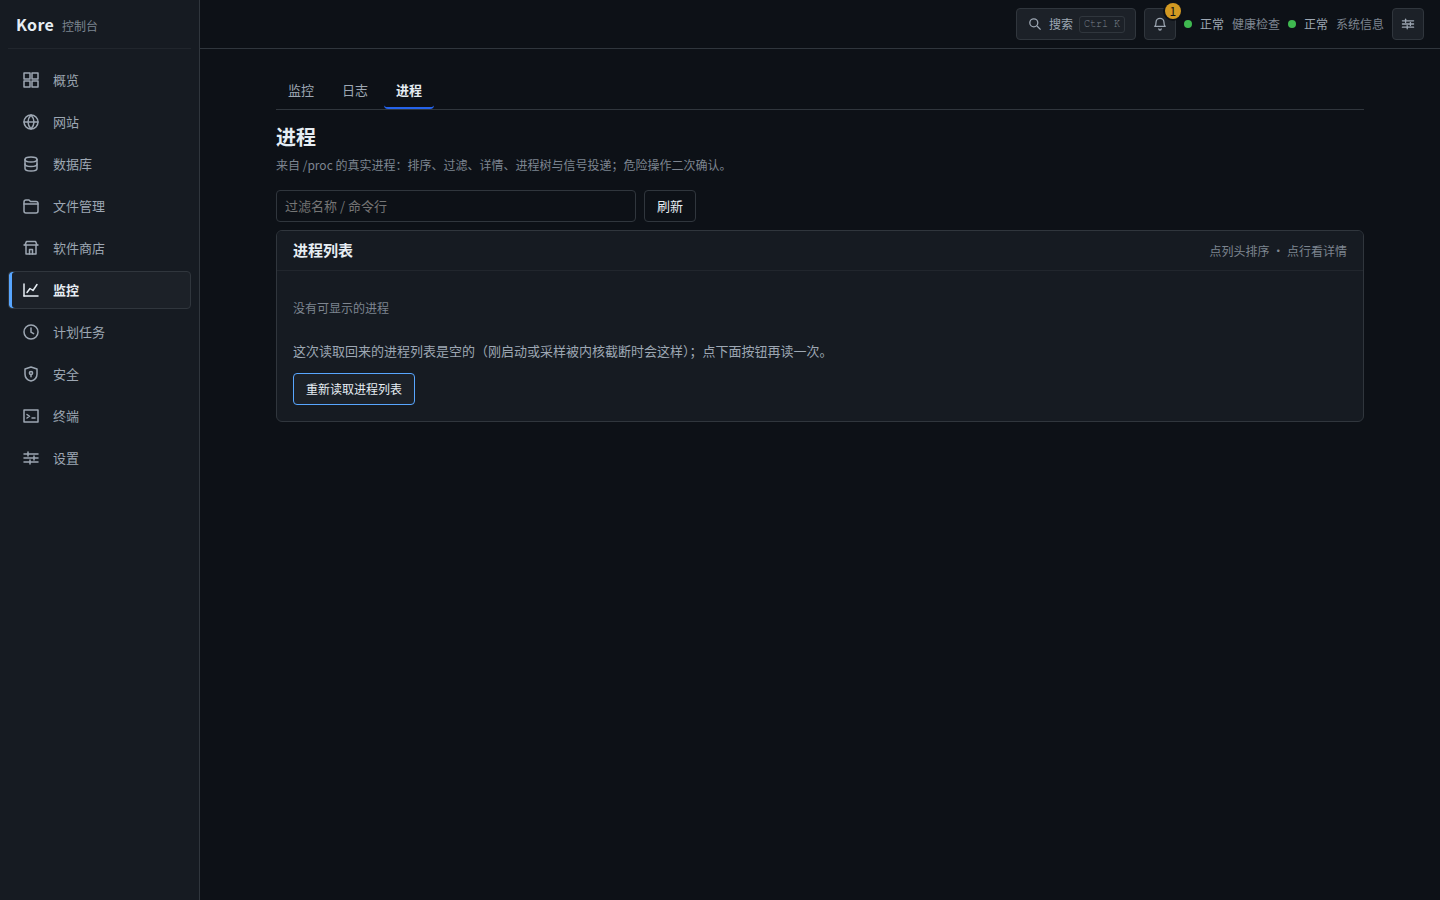 Kore 控制台
搜索 Ctrl K
1
正常 健康检查
正常 系统信息
概览
网站
数据库
文件管理
软件商店
监控
计划任务
安全
终端
设置
监控 日志 进程
进程
来自 /proc 的真实进程：排序、过滤、详情、进程树与信号投递；危险操作二次确认。
过滤名称 / 命令行
刷新
进程列表
点列头排序 · 点行看详情
没有可显示的进程
这次读取回来的进程列表是空的（刚启动或采样被内核截断时会这样）；点下面按钮再读一次。
重新读取进程列表